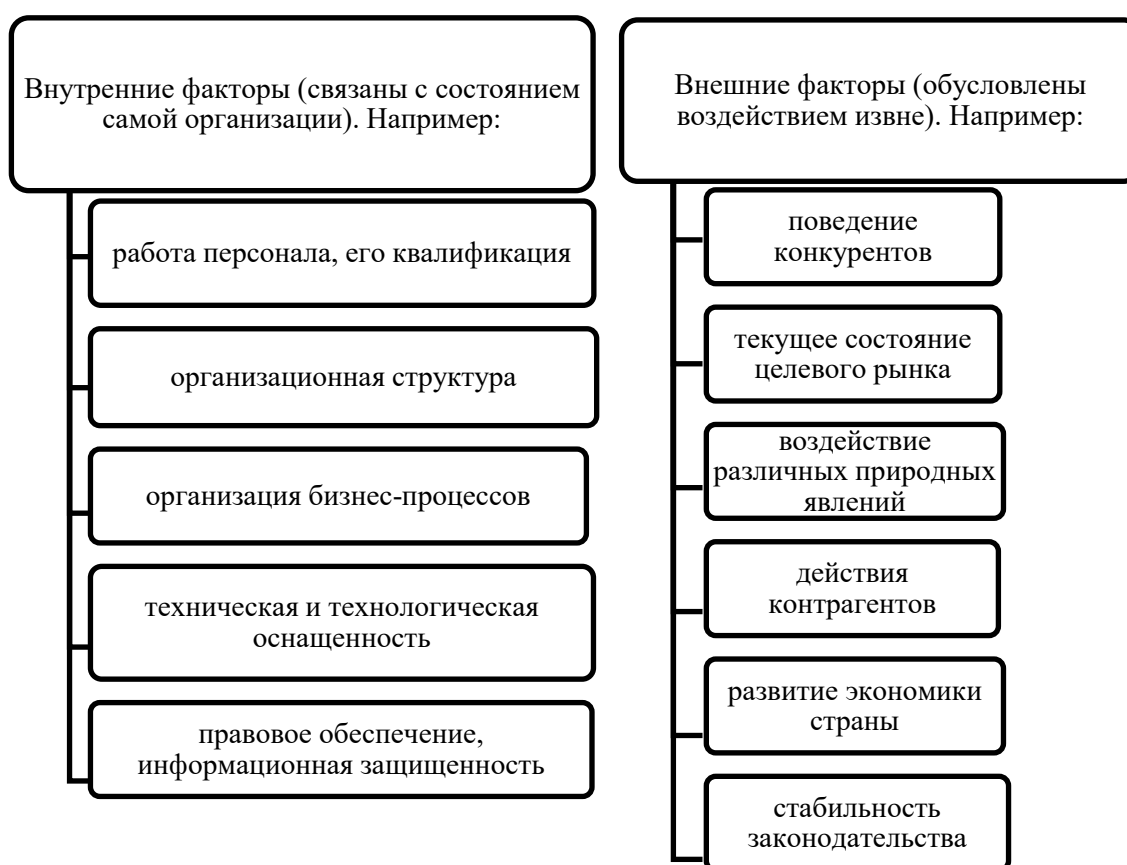 Внутренние факторы (связаны с состоянием
самой организации). Например:
работа персонала, его квалификация
организационная структура
организация бизнес-процессов
техническая и технологическая
оснащенность
правовое обеспечение,
информационная защищенность
Внешние факторы (обусловлены
воздействием извне). Например:
поведение
конкурентов
текущее состояние
целевого рынка
воздействие
различных природных
явлений
действия
контрагентов
развитие экономики
страны
стабильность
законодательства